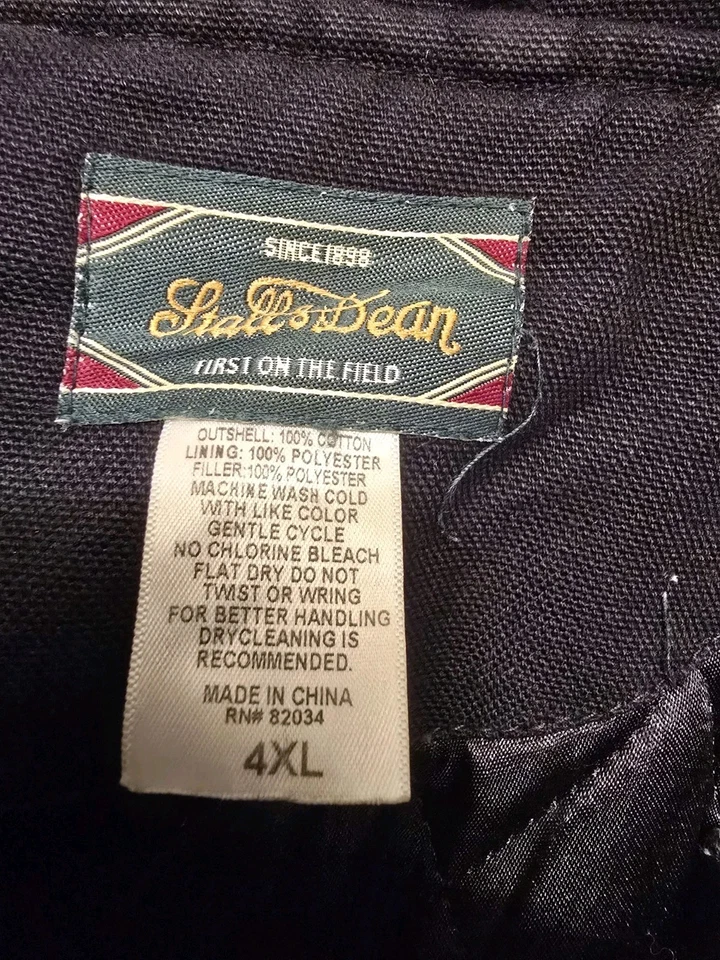 SINCE 1898
Stall & Dean
FIRST ON THE FIELD
OUTSHELL: 100% COTTON
LINING: 100% POLYESTER
FILLER:100% POLYESTER
MACHINE WASH COLD
WITH LIKE COLOR
GENTLE CYCLE
NO CHLORINE BLEACH
FLAT DRY DO NOT
TWIST OR WRING
FOR BETTER HANDLING
DRYCLEANING IS
RECOMMENDED.
MADE IN CHINA
RN# 82034
4XL